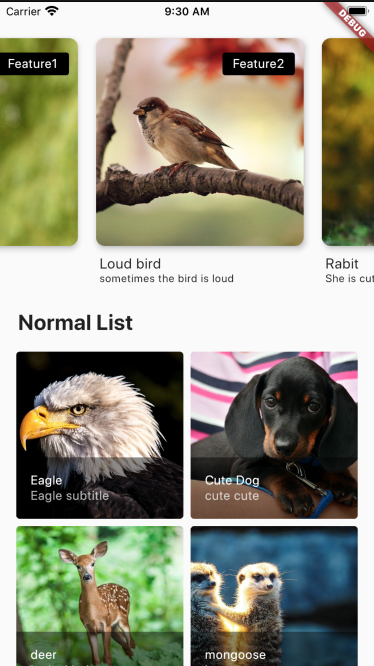 Carrier 9:30 AM
DEBUG
Feature1
Feature2
Loud bird
sometimes the bird is loud
Rabit
She is cut
Normal List
Eagle
Eagle subtitle
Cute Dog
cute cute
deer
mongoose